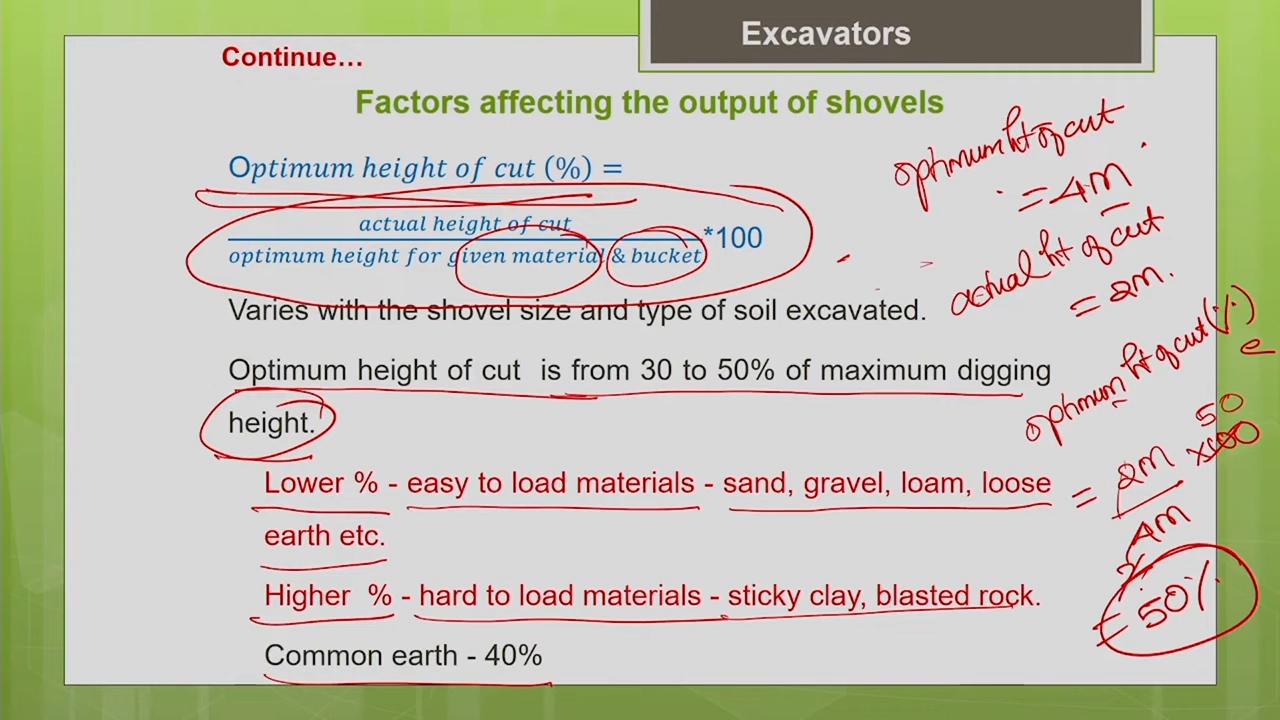 Excavators
Continue…
Factors affecting the output of shovels
Optimum height of cut (%) =
actual height of cut
optimum height for given material & bucket *100
Varies with the shovel size and type of soil excavated.
Optimum height of cut is from 30 to 50% of maximum digging
height.
Lower % - easy to load materials - sand, gravel, loam, loose
earth etc.
Higher % - hard to load materials - sticky clay, blasted rock.
Common earth - 40%
optimum ht of cut
= 4m
actual ht of cut
= 2m.
optimum ht of cut (%)
50
= 2m x100
4m
2
= 50%